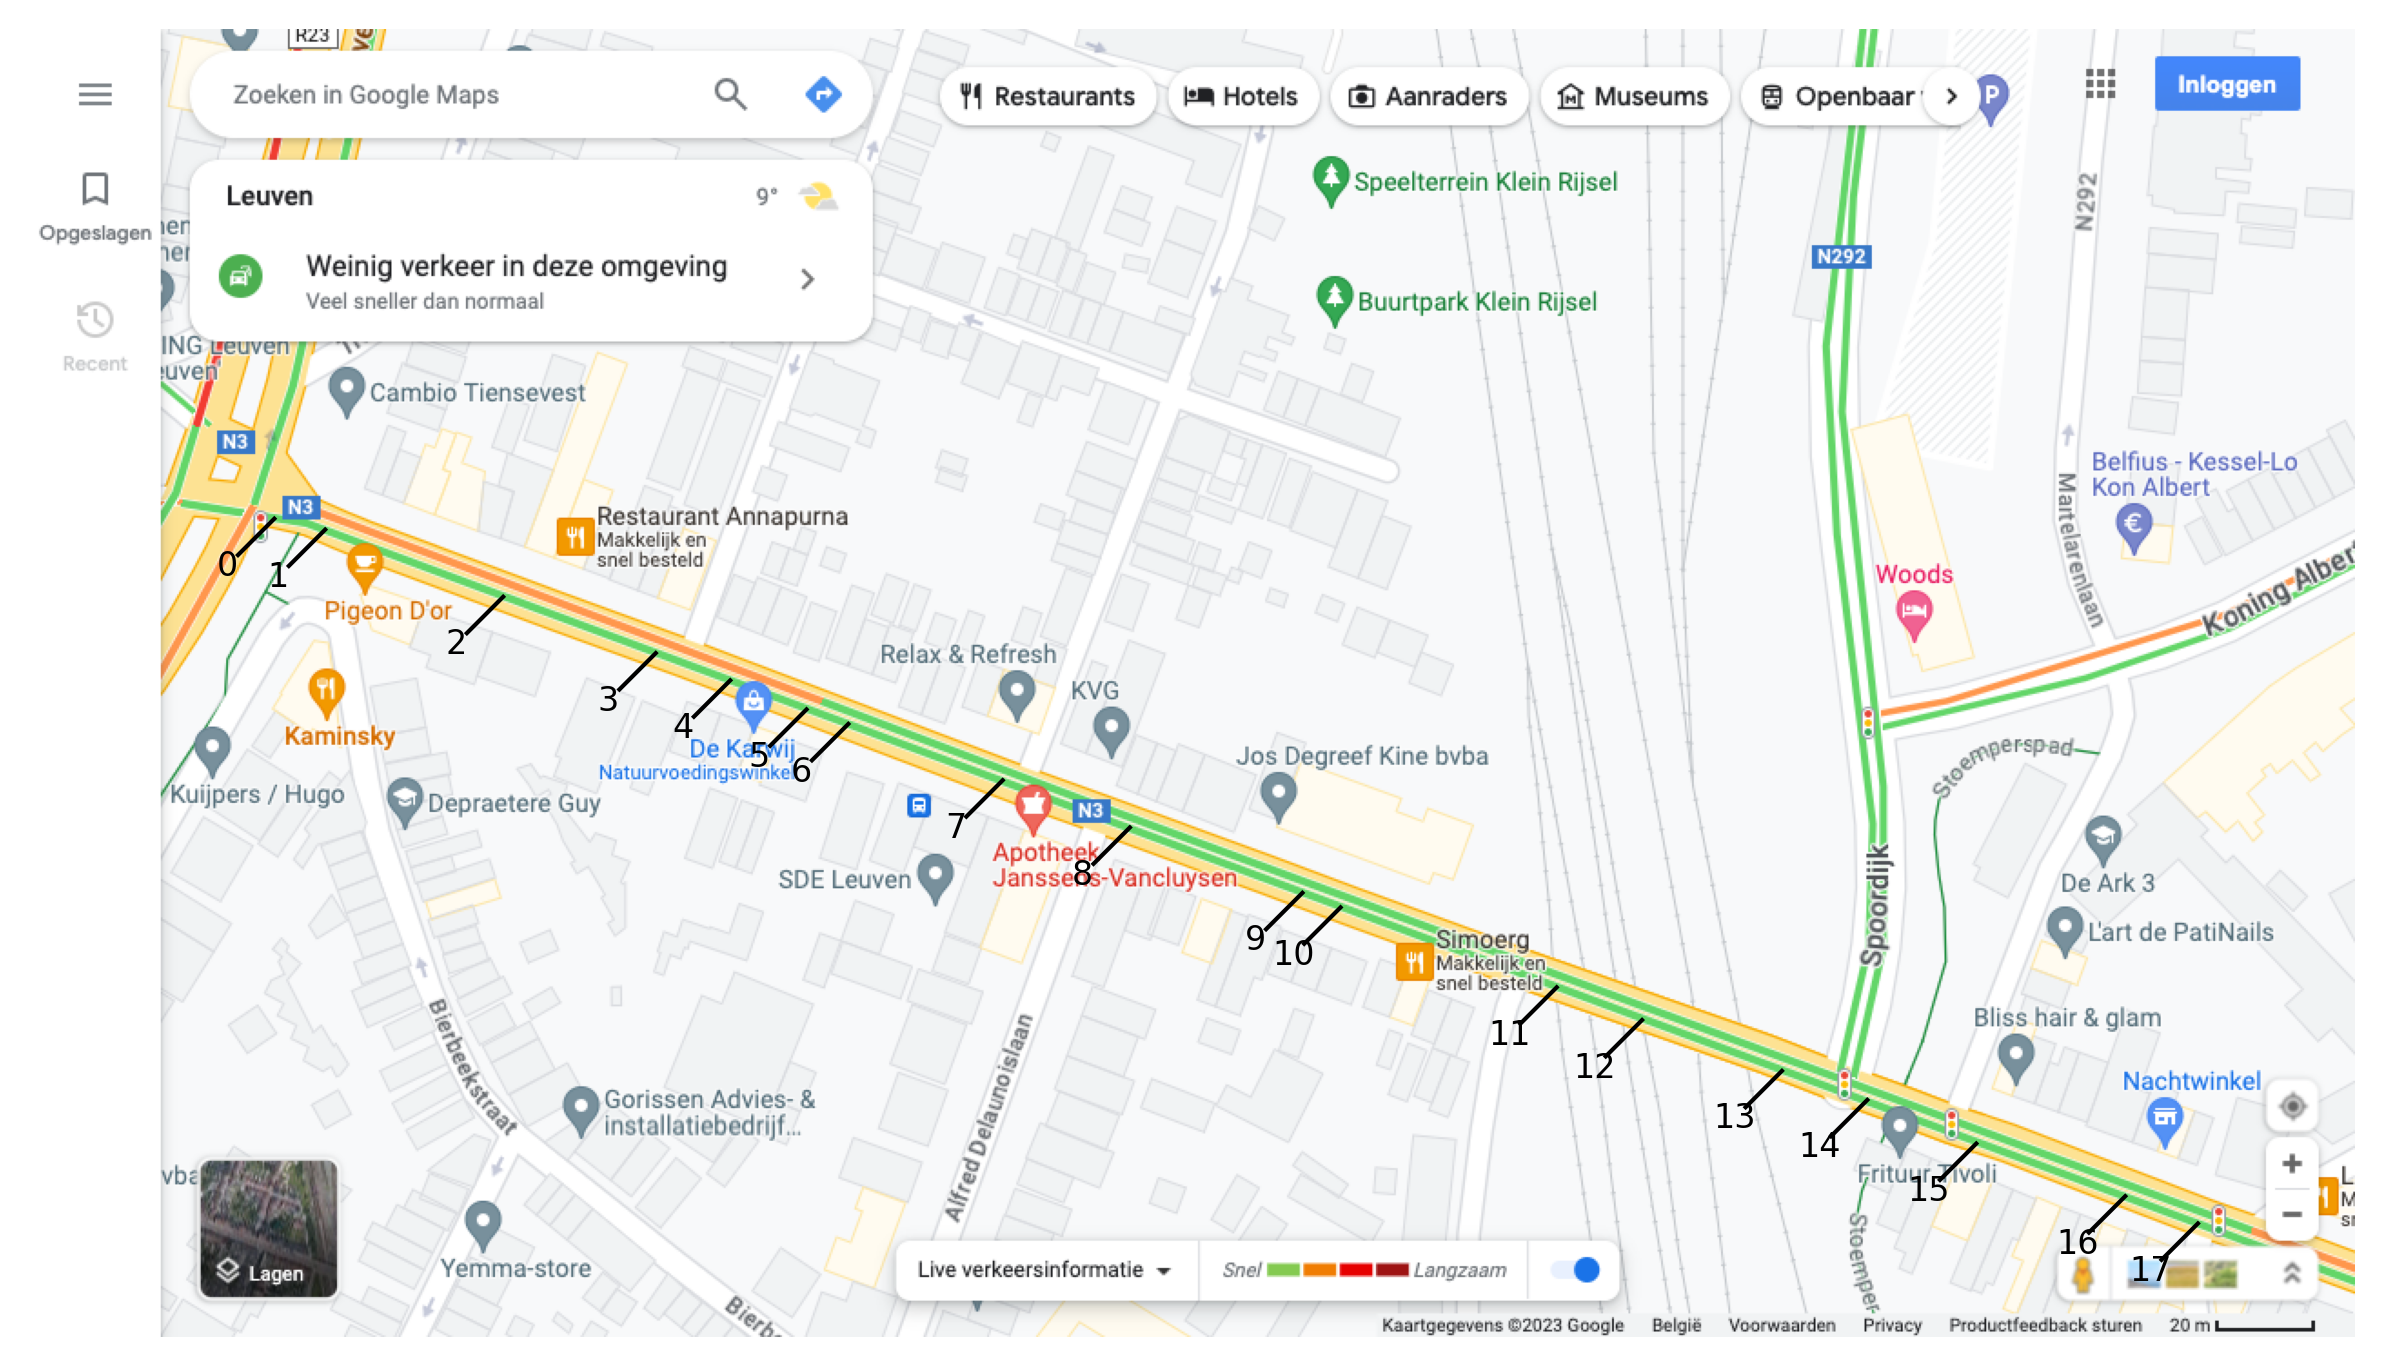 R23
Zoeken in Google Maps
Restaurants
Hotels
Aanraders
Museums
Openbaar
P
Inloggen
Opgeslagen
Recent
Leuven
9°
Weinig verkeer in deze omgeving
Veel sneller dan normaal
ING Leuven
euven
Cambio Tiensevest
Speelterrein Klein Rijsel
Buurtpark Klein Rijsel
N292
N292
N3
N3
Restaurant Annapurna
Makkelijk en
snel besteld
Belfius - Kessel-Lo
Kon Albert
Martelarenlaan
Woods
Koning Albert
0
1
Pigeon D'or
2
3
4
5
6
Kaminsky
Relax & Refresh
KVG
De Karwij
Natuurvoedingswinkel
Jos Degreef Kine bvba
Stoemperspad
Kuijpers / Hugo
Depraetere Guy
7
N3
8
Apotheek
Janssens-Vancluysen
SDE Leuven
Spoordijk
De Ark 3
L'art de PatiNails
9
10
Simoerg
Makkelijk en
snel besteld
11
12
13
14
15
16
17
Bliss hair & glam
Nachtwinkel
Frituur Tivoli
Bierbeekstraat
Gorissen Advies- &
installatiebedrijf...
Alfred Delaunoislaan
Yemma-store
Lagen
Live verkeersinformatie
Snel
Langzaam
Kaartgegevens ©2023 Google
België
Voorwaarden
Privacy
Productfeedback sturen
20 m